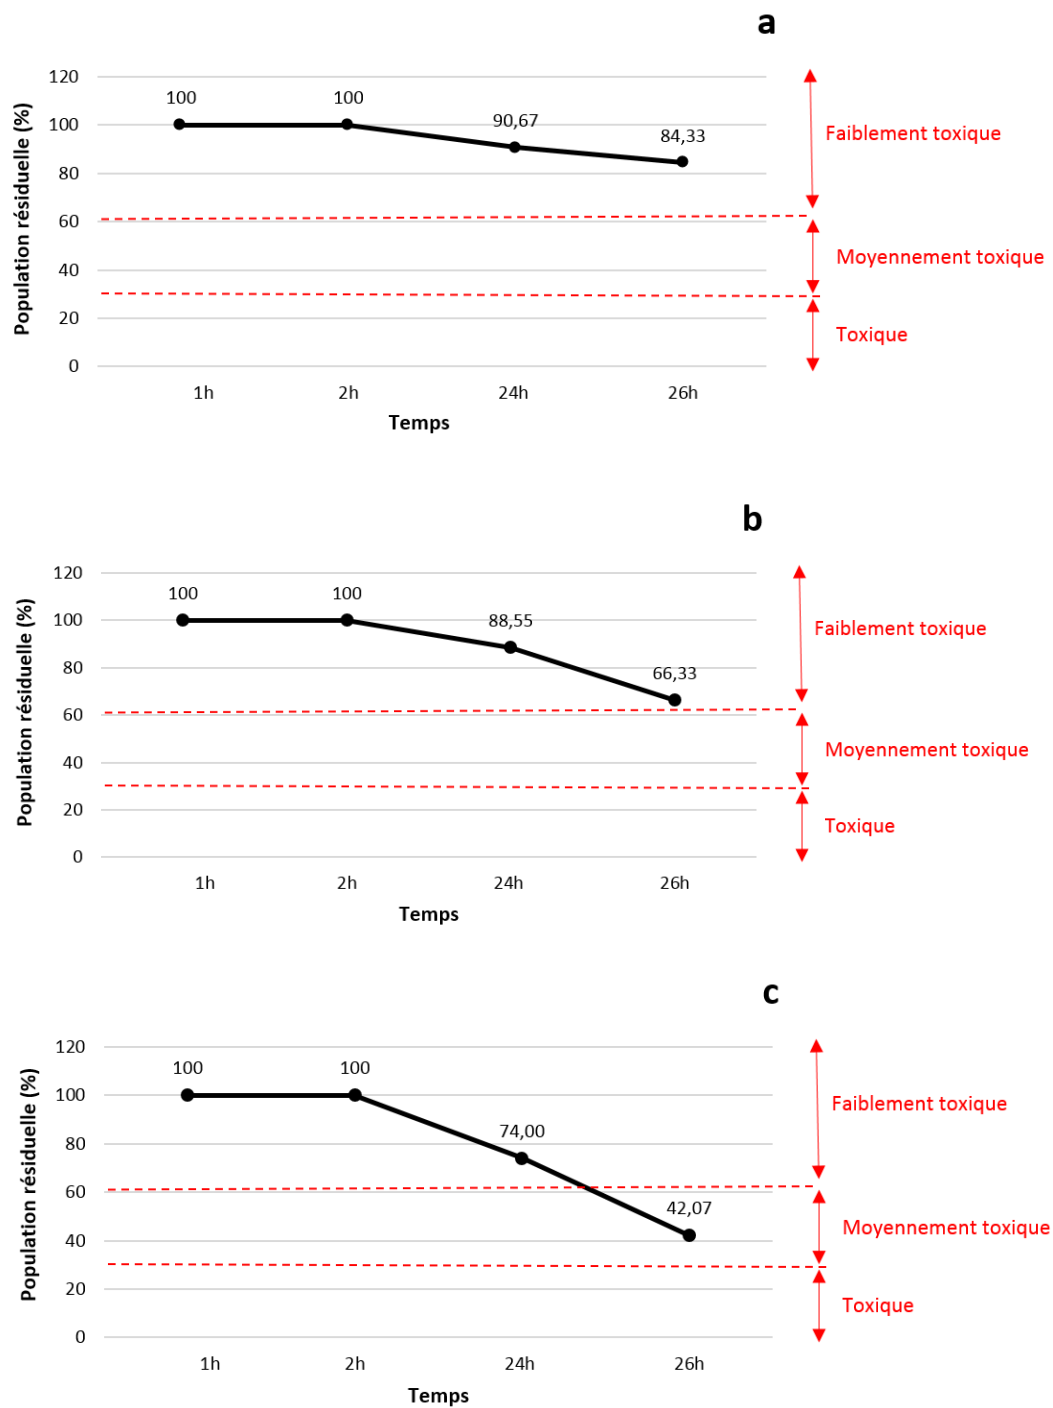 a
120
100
80
60
40
20
0
Population résiduelle (%)
100
100
90,67
84,33
1h
2h
24h
26h
Temps
Faiblement toxique
Moyennement toxique
Toxique
b
120
100
80
60
40
20
0
Population résiduelle (%)
100
100
88,55
66,33
1h
2h
24h
26h
Temps
Faiblement toxique
Moyennement toxique
Toxique
c
120
100
80
60
40
20
0
Population résiduelle (%)
100
100
74,00
42,07
1h
2h
24h
26h
Temps
Faiblement toxique
Moyennement toxique
Toxique